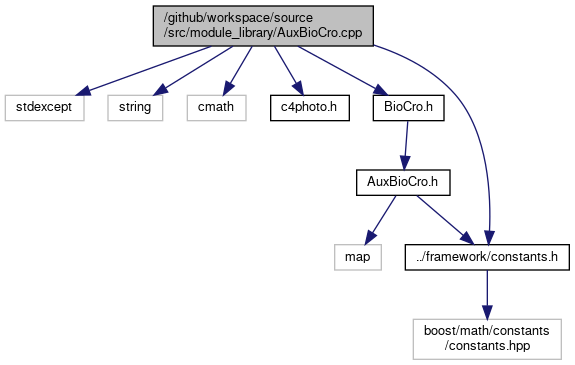 /github/workspace/source
/src/module_library/AuxBioCro.cpp
stdexcept
string
cmath
c4photo.h
BioCro.h
AuxBioCro.h
map
../framework/constants.h
boost/math/constants
/constants.hpp